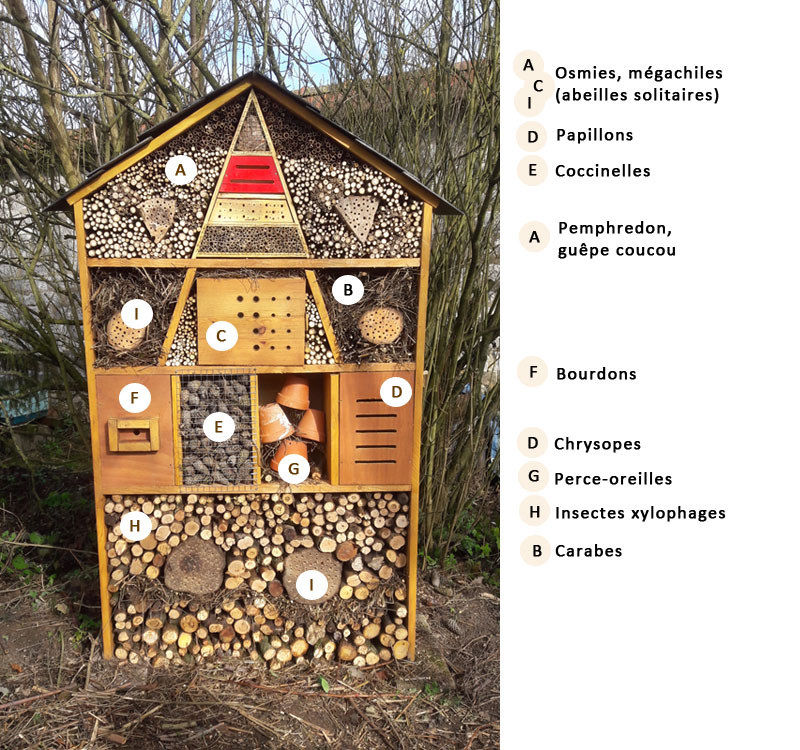 A
C
I
Osmies, mégachiles
(abeilles solitaires)
D Papillons
E Coccinelles
A Pemphredon,
guêpe coucou
F Bourdons
D Chrysopes
G Perce-oreilles
H Insectes xylophages
B Carabes
A
B
I
C
D
F
E
G
H
I